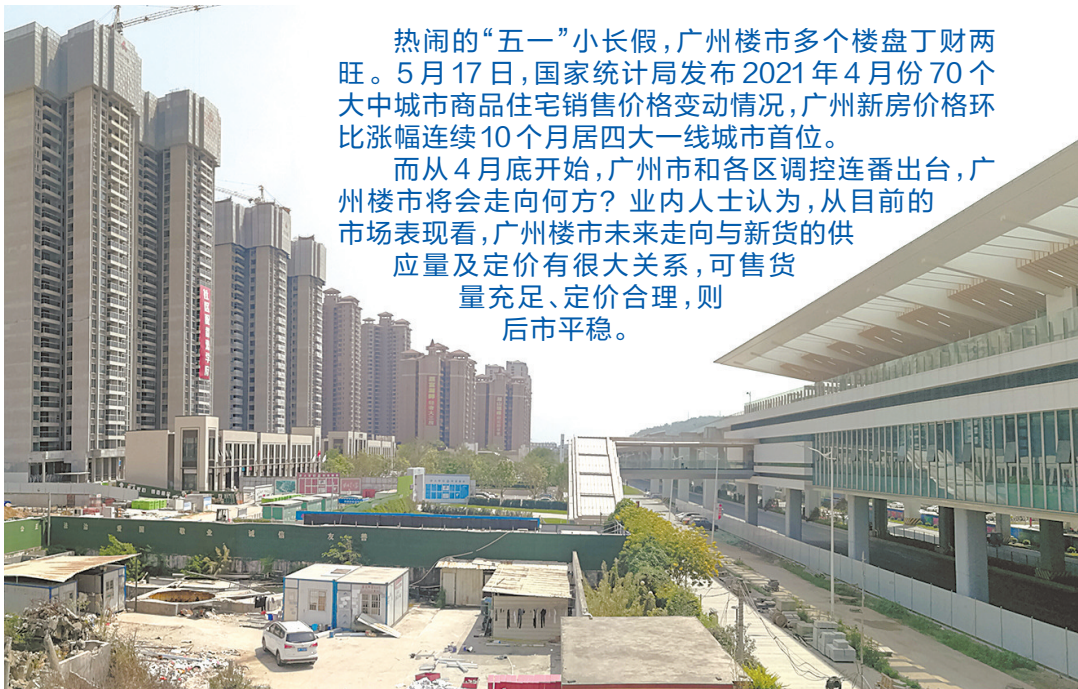 热闹的“五一”小长假，广州楼市多个楼盘丁财两
旺。5月17日，国家统计局发布2021年4月份70个
大中城市商品住宅销售价格变动情况，广州新房价格环
比涨幅连续10个月居四大一线城市首位。
而从4月底开始，广州市和各区调控连番出台，广
州楼市将会走向何方？业内人士认为，从目前的
市场表现看，广州楼市未来走向与新货的供
应量及定价有很大关系，可售货
量充足、定价合理，则
后市平稳。
敬业 诚信 友善